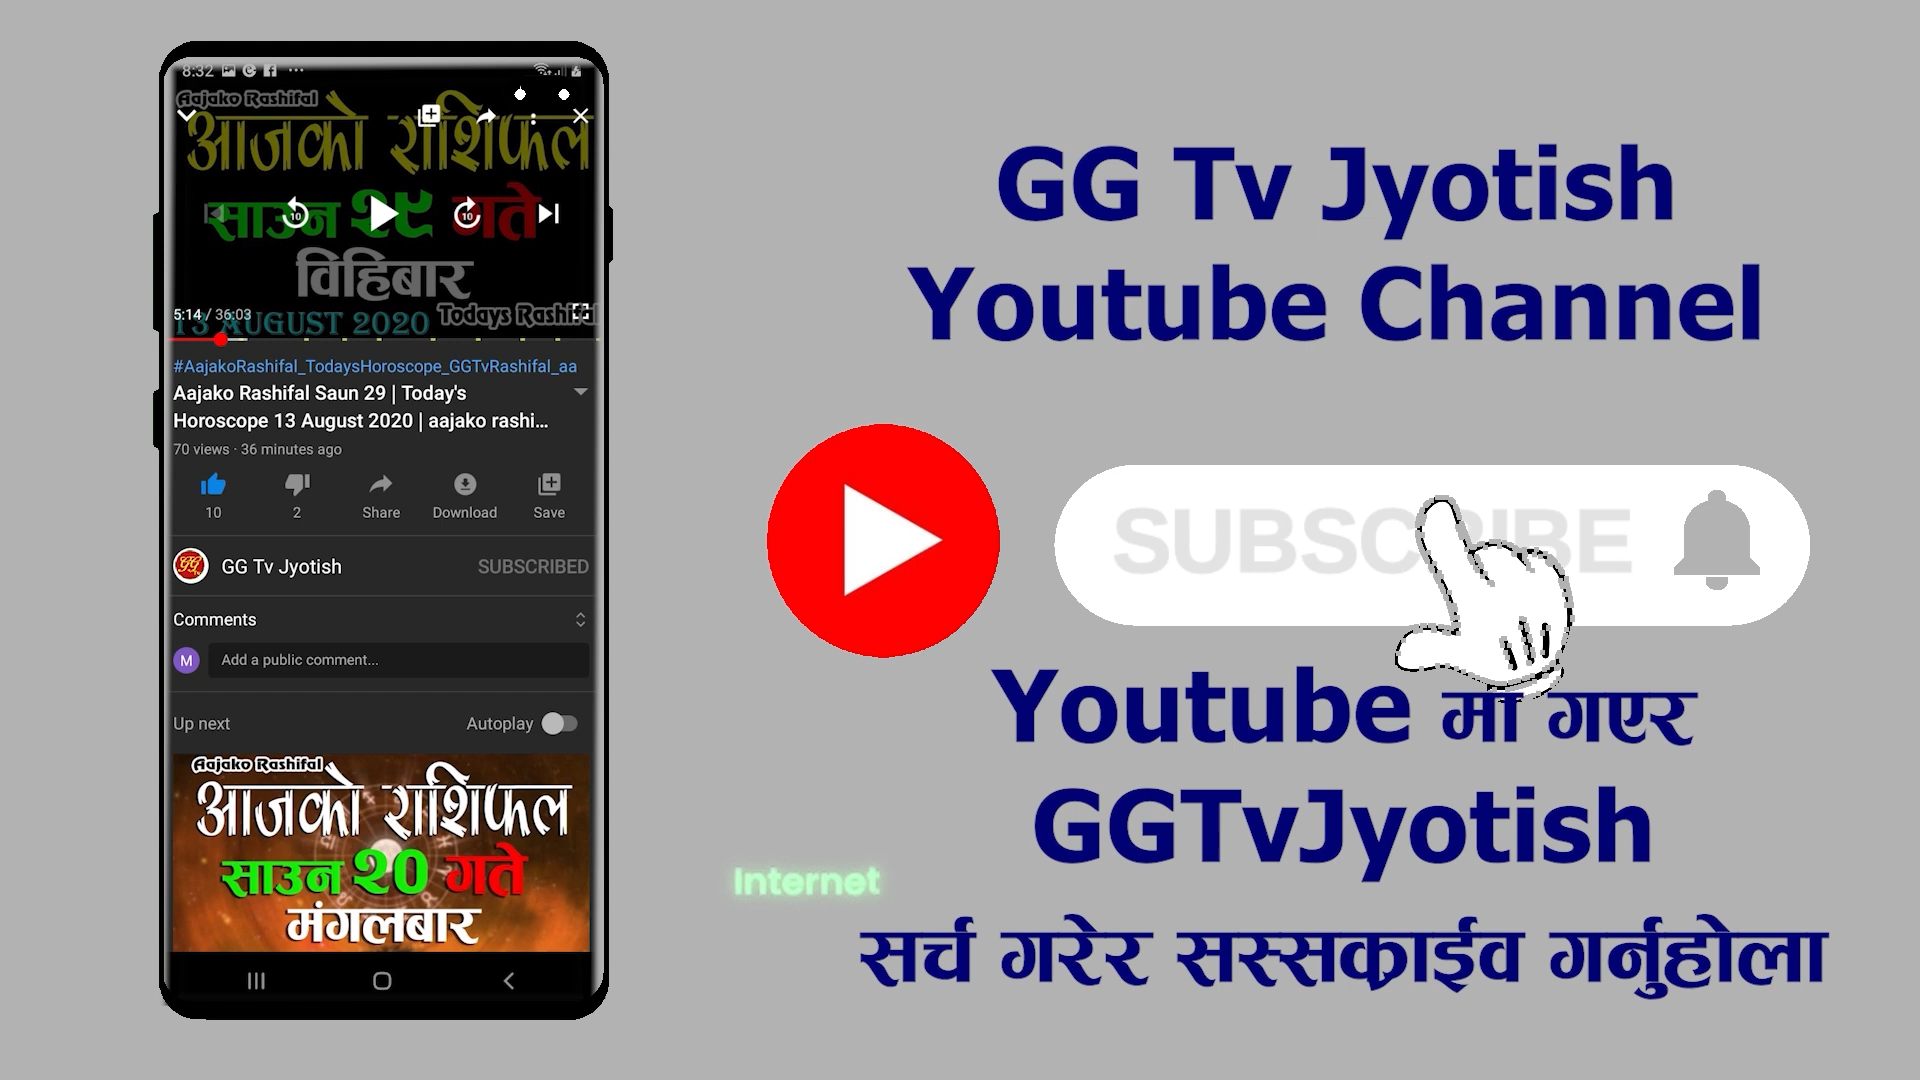 8:32
Aajako Rashifal
आजको राशिफल
साउन २९ गते
विहिबार
5:14 / 36:03
Todays Rashifal
13 AUGUST 2020
#AajakoRashifal_TodaysHoroscope_GGTvRashifal_aa
Aajako Rashifal Saun 29 | Today's
Horoscope 13 August 2020 | aajako rashi...
70 views · 36 minutes ago
10
2
Share
Download
Save
GG Tv Jyotish
SUBSCRIBED
Comments
M
Add a public comment...
Up next
Autoplay
Aajako Rashifal
आजको राशिफल
साउन २० गते
मंगलबार
GG Tv Jyotish
Youtube Channel
SUBSCRIBE
Youtube मा गएर
GGTvJyotish
Internet
सर्च गरेर सस्सक्राईव गर्नुहोला